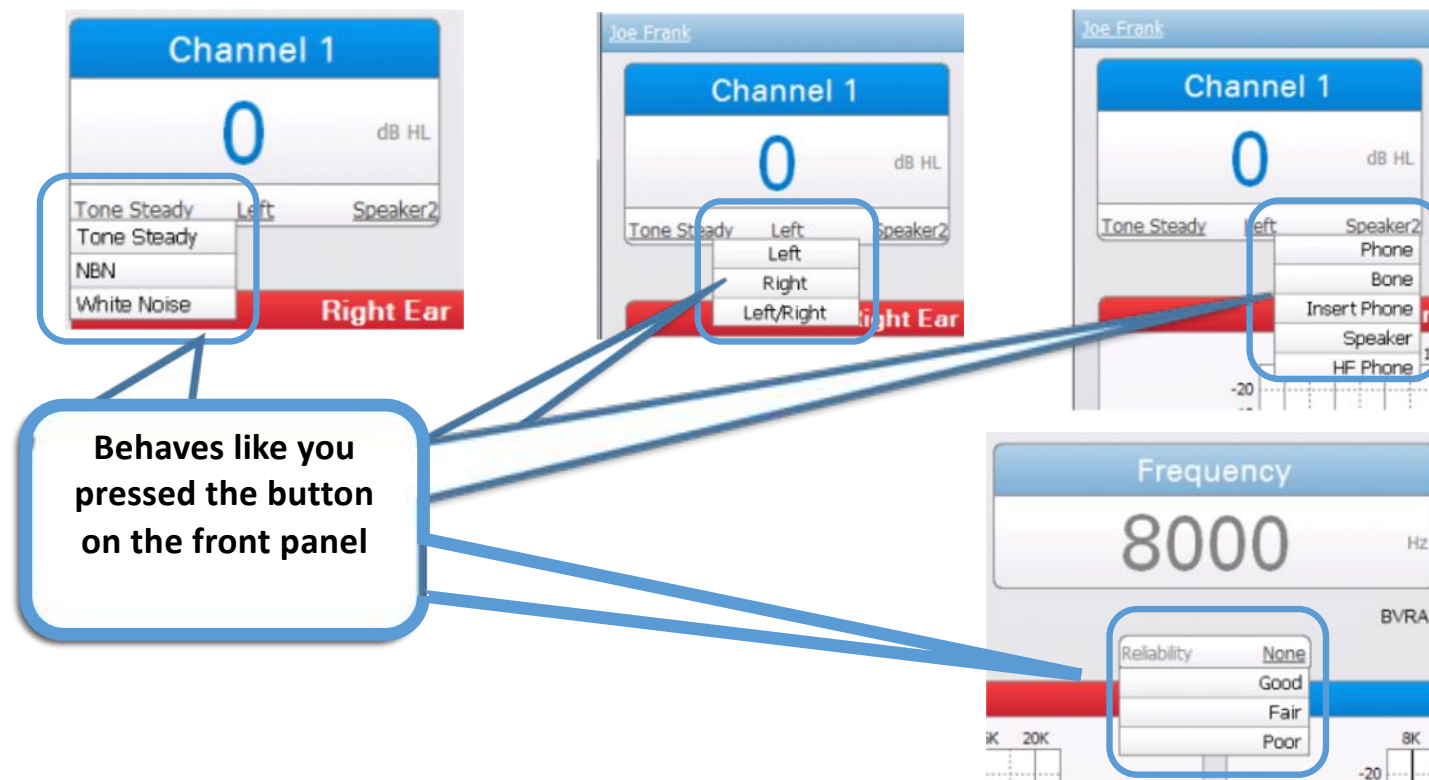 Channel 1
0 dB HL
Tone Steady Left Speaker2
Tone Steady
NBN
White Noise
Right Ear
Joe Frank
Channel 1
0 dB HL
Tone Steady Left Speaker2
Left
Right
Left/Right
Right Ear
Joe Frank
Channel 1
0 dB HL
Tone Steady Left Speaker2
Phone
Bone
Insert Phone
Speaker
HF Phone
-20
Behaves like you
pressed the button
on the front panel
Frequency
8000 Hz
BVRA
Reliability None
Good
Fair
Poor
20K
8K
-20